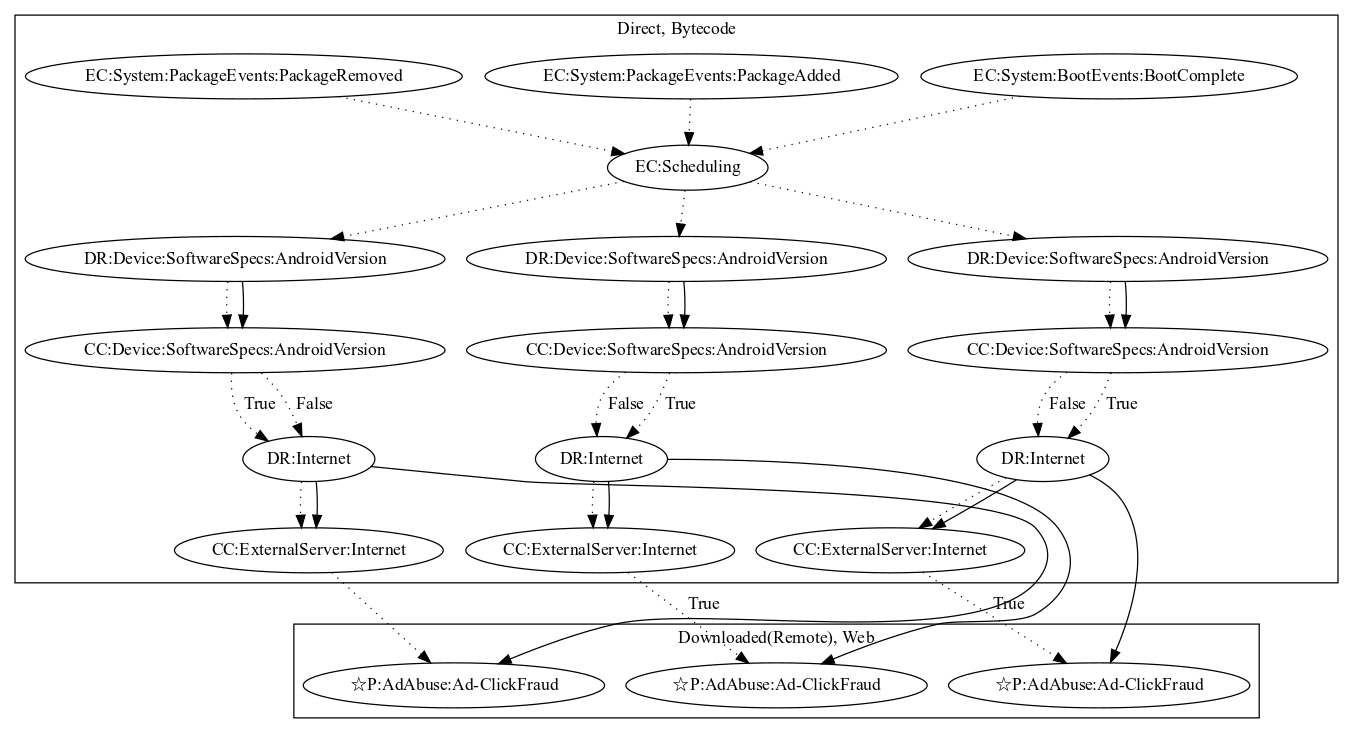 Direct, Bytecode
EC:System:PackageEvents:PackageRemoved
EC:System:PackageEvents:PackageAdded
EC:System:BootEvents:BootComplete
EC:Scheduling
DR:Device:SoftwareSpecs:AndroidVersion
DR:Device:SoftwareSpecs:AndroidVersion
DR:Device:SoftwareSpecs:AndroidVersion
CC:Device:SoftwareSpecs:AndroidVersion
CC:Device:SoftwareSpecs:AndroidVersion
CC:Device:SoftwareSpecs:AndroidVersion
True
False
False
True
False
True
DR:Internet
DR:Internet
DR:Internet
CC:ExternalServer:Internet
CC:ExternalServer:Internet
CC:ExternalServer:Internet
True
True
Downloaded(Remote), Web
☆P:AdAbuse:Ad-ClickFraud
☆P:AdAbuse:Ad-ClickFraud
☆P:AdAbuse:Ad-ClickFraud